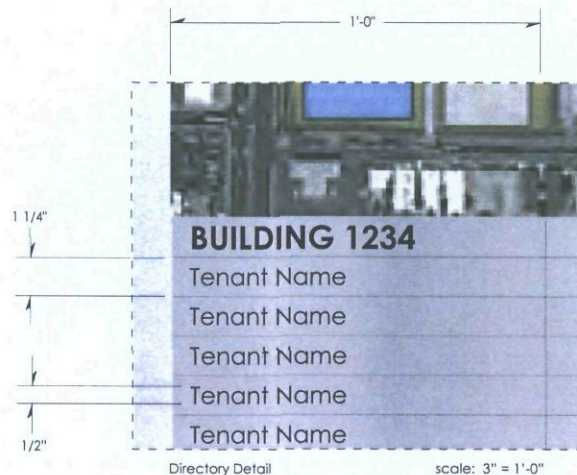 1'-0"
1 1/4"
BUILDING 1234
Tenant Name
Tenant Name
Tenant Name
Tenant Name
Tenant Name
1/2"
Directory Detail scale: 3" = 1'-0"